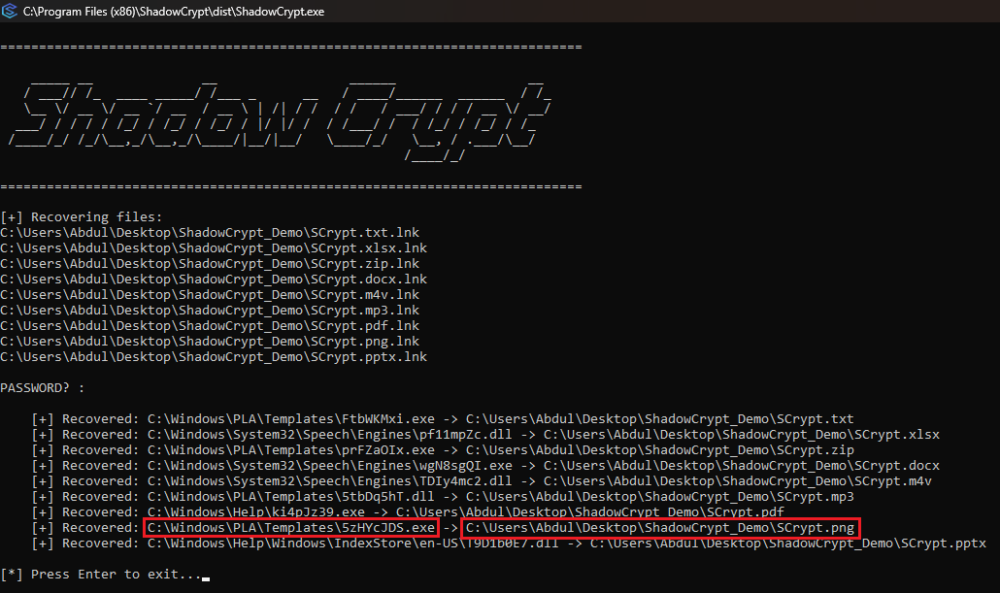 C:\Program Files (x86)\ShadowCrypt\dist\ShadowCrypt.exe
===========================================================================
Shadow Crypt
===========================================================================
[+] Recovering files:
C:\Users\Abdul\Desktop\ShadowCrypt_Demo\SCrypt.txt.lnk
C:\Users\Abdul\Desktop\ShadowCrypt_Demo\SCrypt.xlsx.lnk
C:\Users\Abdul\Desktop\ShadowCrypt_Demo\SCrypt.zip.lnk
C:\Users\Abdul\Desktop\ShadowCrypt_Demo\SCrypt.docx.lnk
C:\Users\Abdul\Desktop\ShadowCrypt_Demo\SCrypt.m4v.lnk
C:\Users\Abdul\Desktop\ShadowCrypt_Demo\SCrypt.mp3.lnk
C:\Users\Abdul\Desktop\ShadowCrypt_Demo\SCrypt.pdf.lnk
C:\Users\Abdul\Desktop\ShadowCrypt_Demo\SCrypt.png.lnk
C:\Users\Abdul\Desktop\ShadowCrypt_Demo\SCrypt.pptx.lnk
PASSWORD? :
[+] Recovered: C:\Windows\PLA\Templates\FtbWKMxi.exe -> C:\Users\Abdul\Desktop\ShadowCrypt_Demo\SCrypt.txt
[+] Recovered: C:\Windows\System32\Speech\Engines\pf11mpZc.dll -> C:\Users\Abdul\Desktop\ShadowCrypt_Demo\SCrypt.xlsx
[+] Recovered: C:\Windows\PLA\Templates\prFZaOIx.exe -> C:\Users\Abdul\Desktop\ShadowCrypt_Demo\SCrypt.zip
[+] Recovered: C:\Windows\System32\Speech\Engines\wgN8sgQI.exe -> C:\Users\Abdul\Desktop\ShadowCrypt_Demo\SCrypt.docx
[+] Recovered: C:\Windows\System32\Speech\Engines\TDIy4mc2.dll -> C:\Users\Abdul\Desktop\ShadowCrypt_Demo\SCrypt.m4v
[+] Recovered: C:\Windows\PLA\Templates\5tbDq5hT.dll -> C:\Users\Abdul\Desktop\ShadowCrypt_Demo\SCrypt.mp3
[+] Recovered: C:\Windows\Help\ki4pJz39.exe -> C:\Users\Abdul\Desktop\ShadowCrypt_Demo\SCrypt.pdf
[+] Recovered: C:\Windows\PLA\Templates\5zHYcJDS.exe -> C:\Users\Abdul\Desktop\ShadowCrypt_Demo\SCrypt.png
[+] Recovered: C:\Windows\Help\Windows\IndexStore\en-US\T9D1b0E7.dll -> C:\Users\Abdul\Desktop\ShadowCrypt_Demo\SCrypt.pptx
[*] Press Enter to exit...